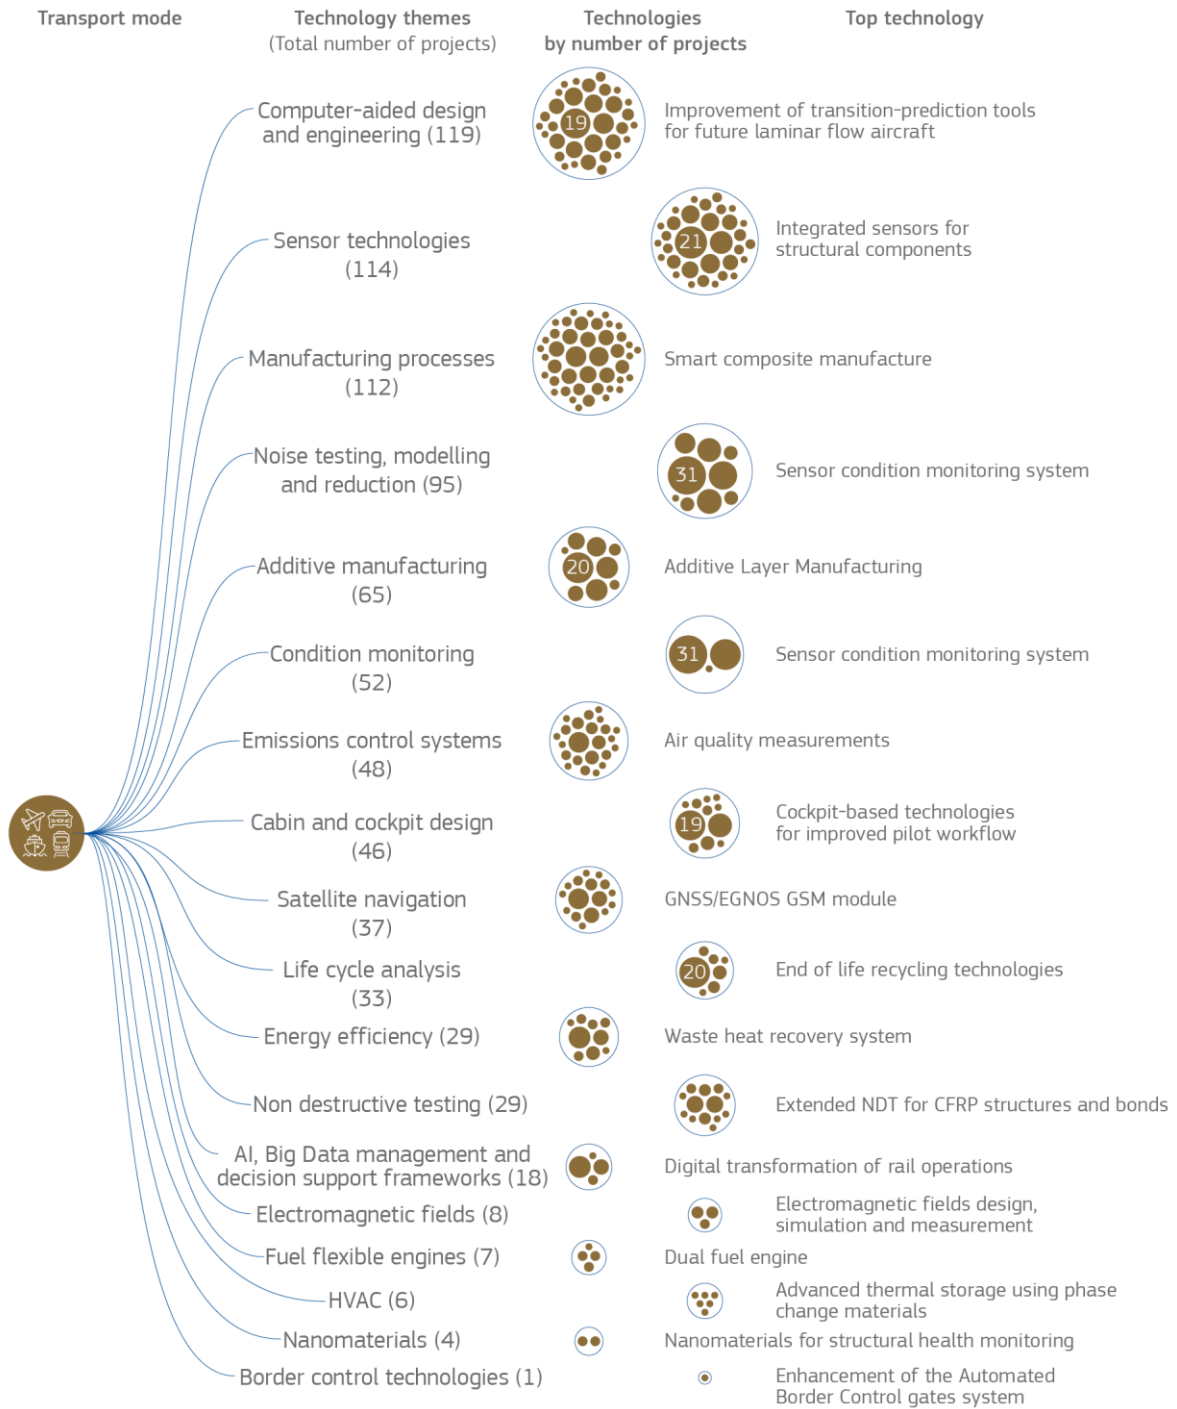 Transport mode
Technology themes
(Total number of projects)
Technologies
by number of projects
Top technology
Computer-aided design
and engineering (119)
19
Improvement of transition-prediction tools
for future laminar flow aircraft
Sensor technologies
(114)
21
Integrated sensors for
structural components
Manufacturing processes
(112)
Smart composite manufacture
Noise testing, modelling
and reduction (95)
31
Sensor condition monitoring system
Additive manufacturing
(65)
20
Additive Layer Manufacturing
Condition monitoring
(52)
31
Sensor condition monitoring system
Emissions control systems
(48)
Air quality measurements
Cabin and cockpit design
(46)
19
Cockpit-based technologies
for improved pilot workflow
Satellite navigation
(37)
GNSS/EGNOS GSM module
Life cycle analysis
(33)
20
End of life recycling technologies
Energy efficiency (29)
Waste heat recovery system
Non destructive testing (29)
Extended NDT for CFRP structures and bonds
AI, Big Data management and
decision support frameworks (18)
Digital transformation of rail operations
Electromagnetic fields (8)
Electromagnetic fields design,
simulation and measurement
Fuel flexible engines (7)
Dual fuel engine
HVAC (6)
Advanced thermal storage using phase
change materials
Nanomaterials (4)
Nanomaterials for structural health monitoring
Border control technologies (1)
Enhancement of the Automated
Border Control gates system